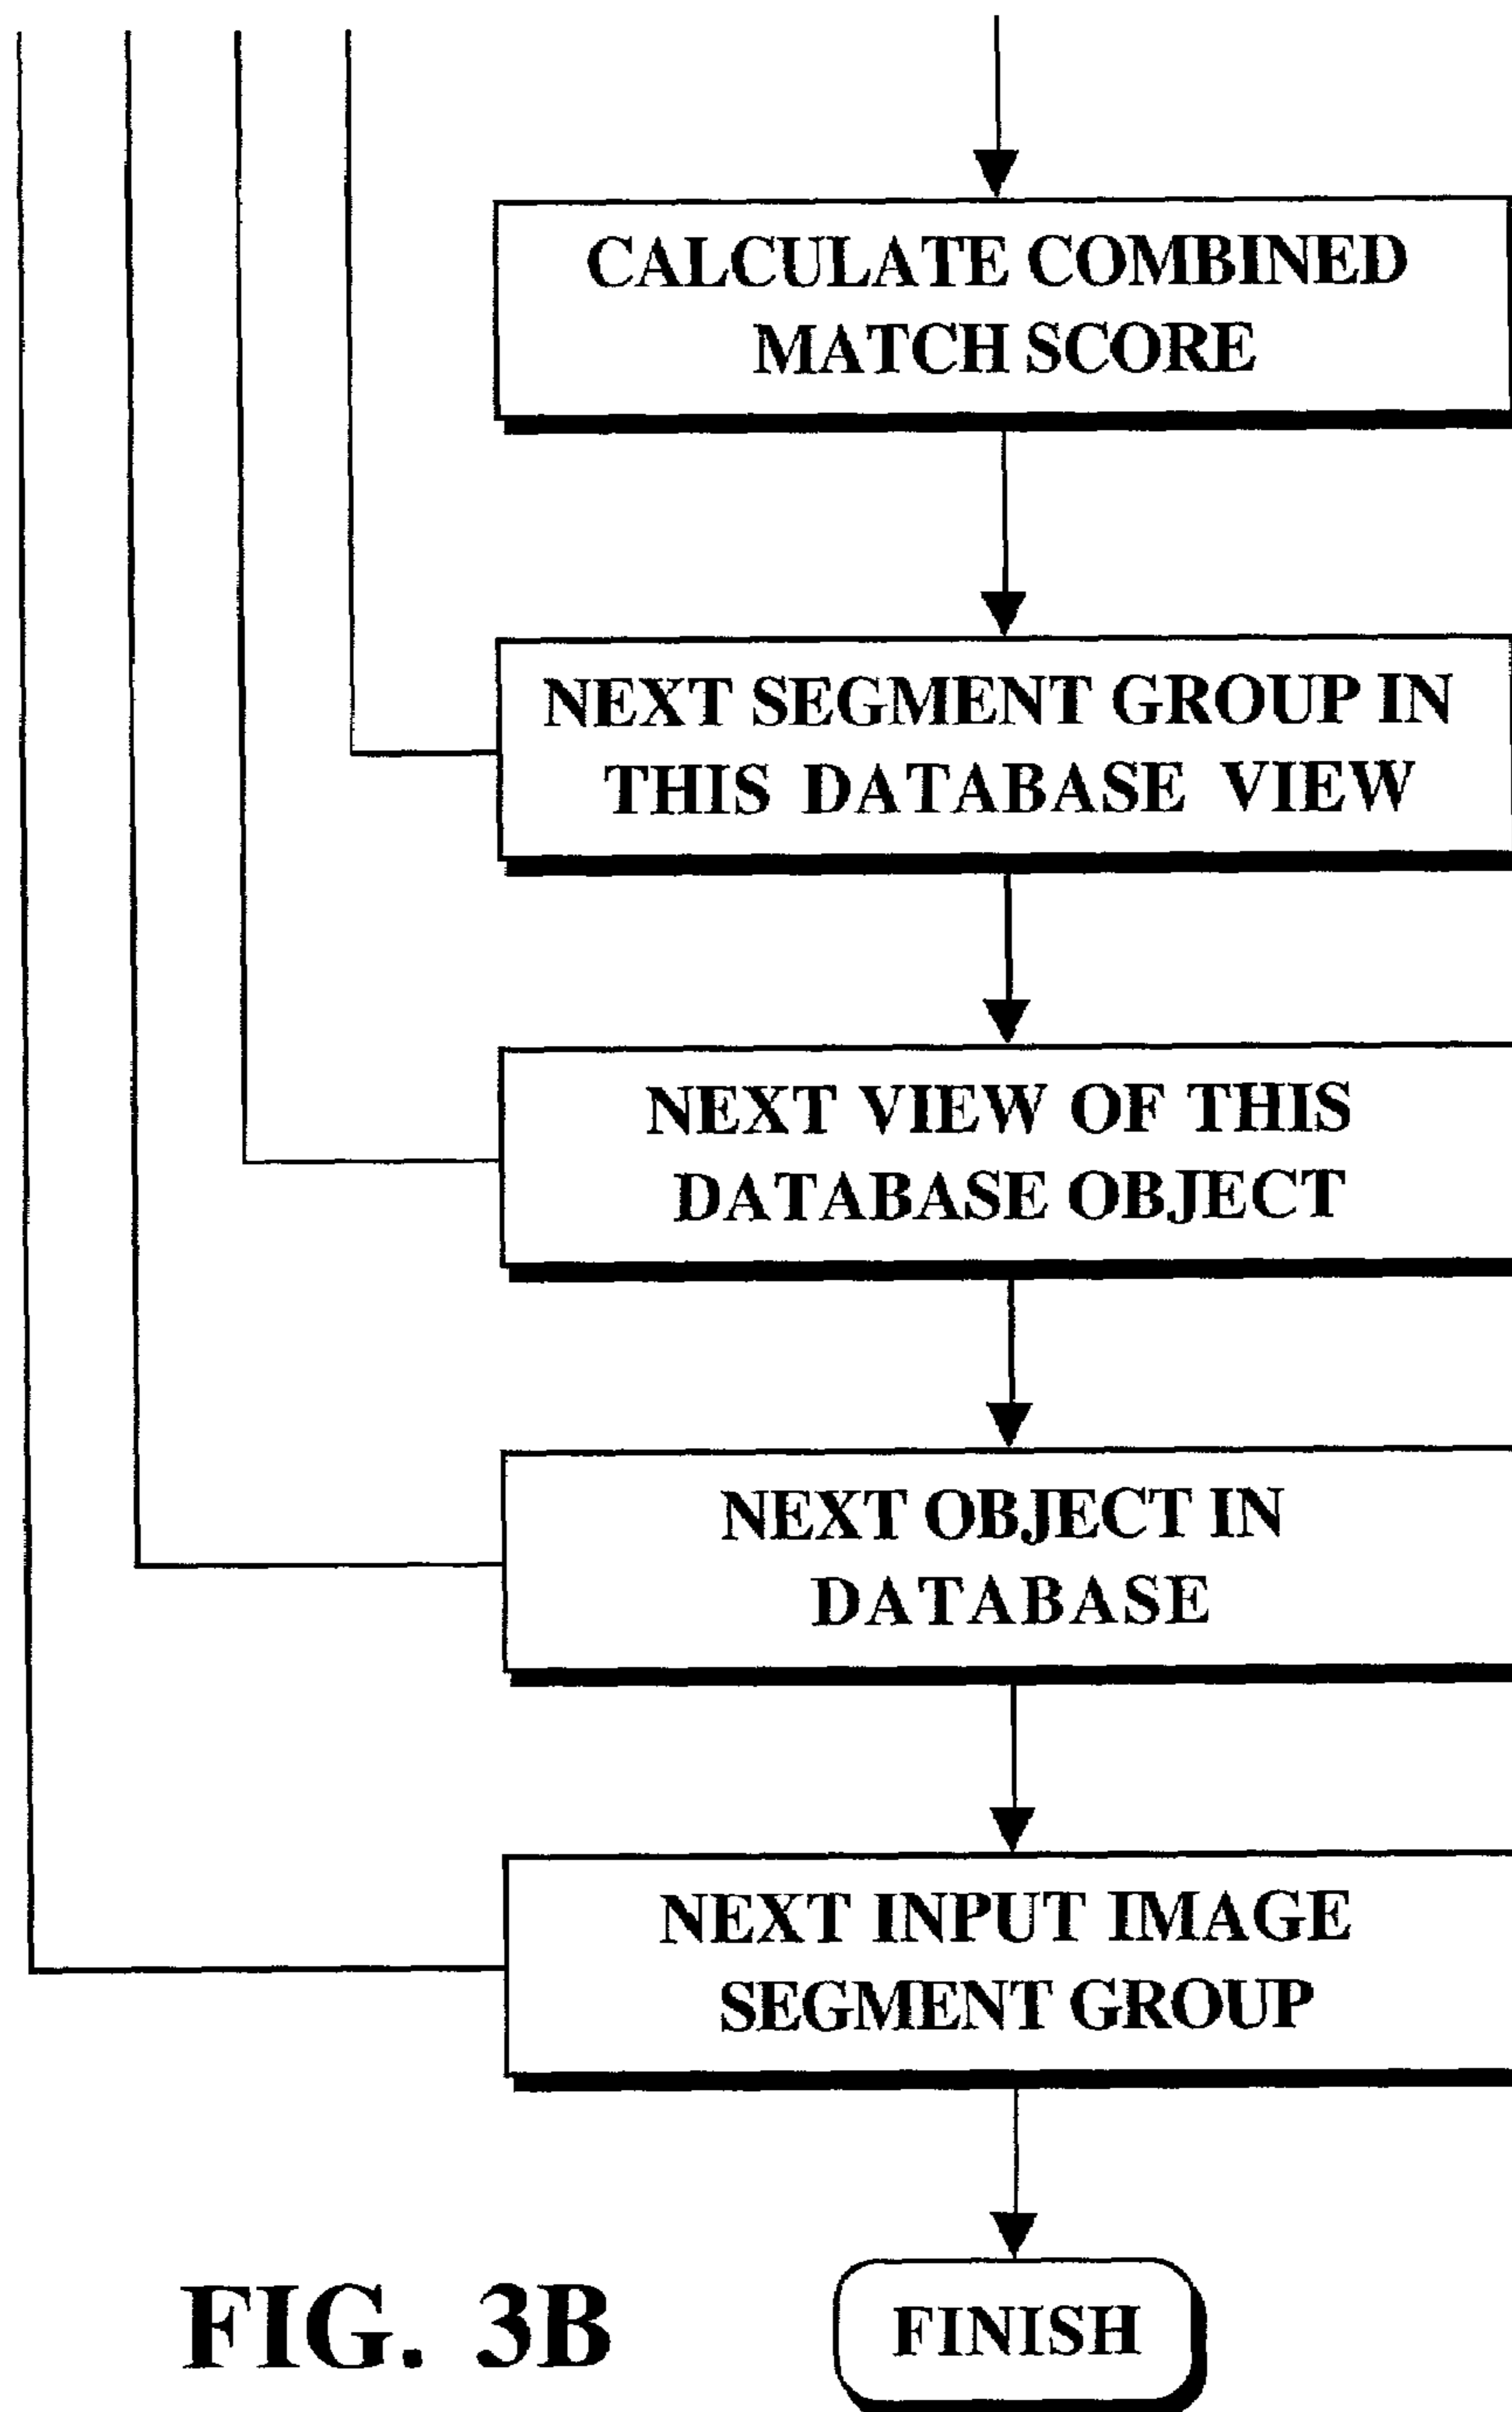 CALCULATE COMBINED
MATCH SCORE
NEXT SEGMENT GROUP IN
THIS DATABASE VIEW
NEXT VIEW OF THIS
DATABASE OBJECT
NEXT OBJECT IN
DATABASE
NEXT INPUT IMAGE
SEGMENT GROUP
FINISH
FIG. 3B